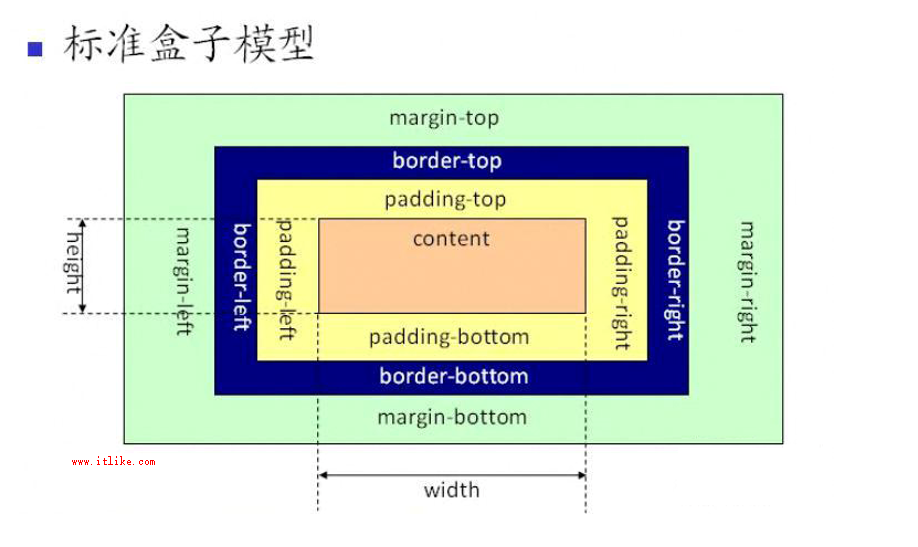 标准盒子模型
margin-top
border-top
padding-top
content
height
margin-left
border-left
padding-left
padding-right
border-right
margin-right
padding-bottom
border-bottom
margin-bottom
www.itlike.com
width